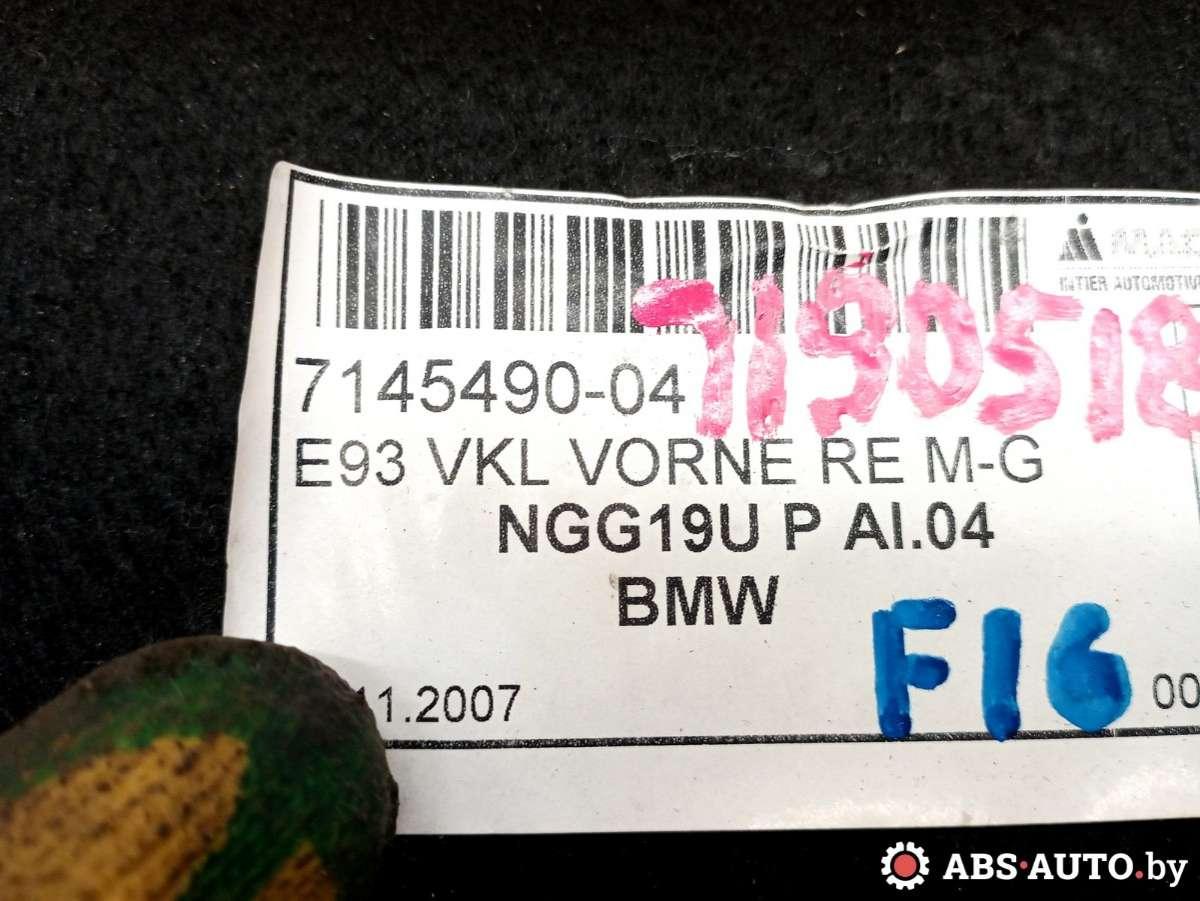 INTIER AUTOMOTIVE
7190518
7145490-04
E93 VKL VORNE RE M-G
NGG19U P AI.04
BMW
F16
11.2007
00
ABS-AUTO.by